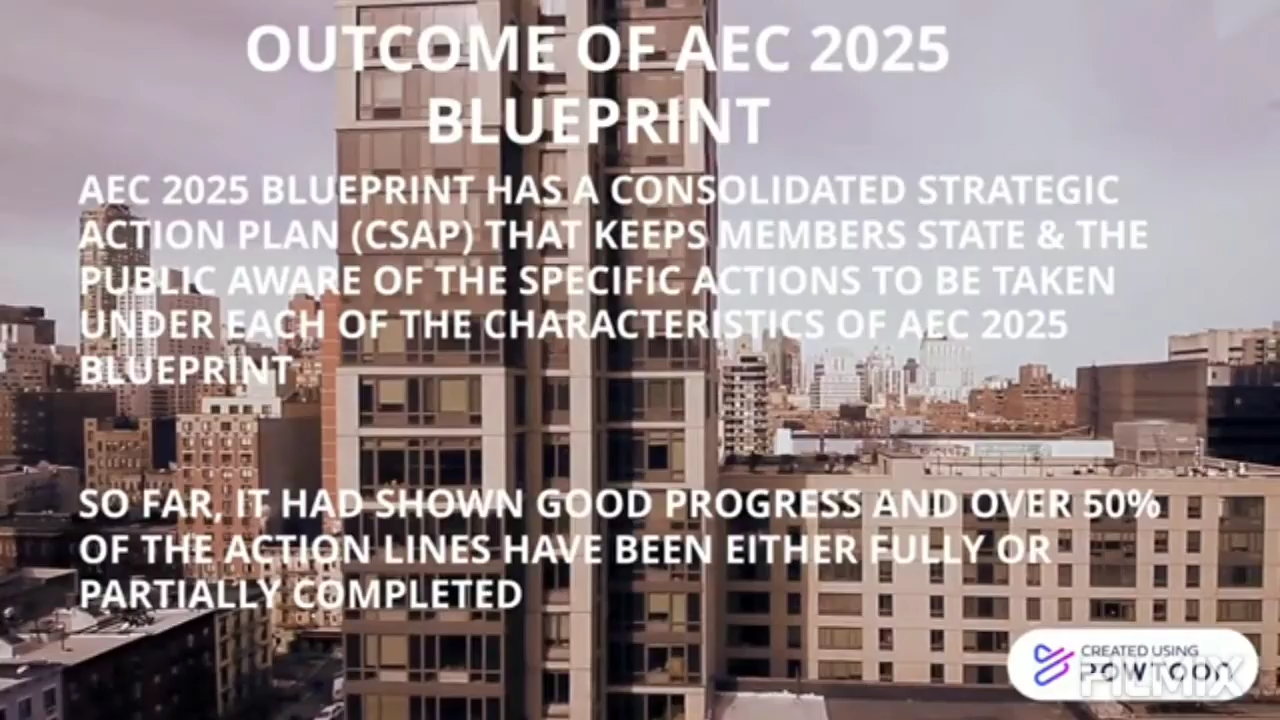 OUTCOME OF AEC 2025
BLUEPRINT
AEC 2025 BLUEPRINT HAS A CONSOLIDATED STRATEGIC
ACTION PLAN (CSAP) THAT KEEPS MEMBERS STATE & THE
PUBLIC AWARE OF THE SPECIFIC ACTIONS TO BE TAKEN
UNDER EACH OF THE CHARACTERISTICS OF AEC 2025
BLUEPRINT
SO FAR, IT HAD SHOWN GOOD PROGRESS AND OVER 50%
OF THE ACTION LINES HAVE BEEN EITHER FULLY OR
PARTIALLY COMPLETED
CREATED USING
POWTOON
FILMIX